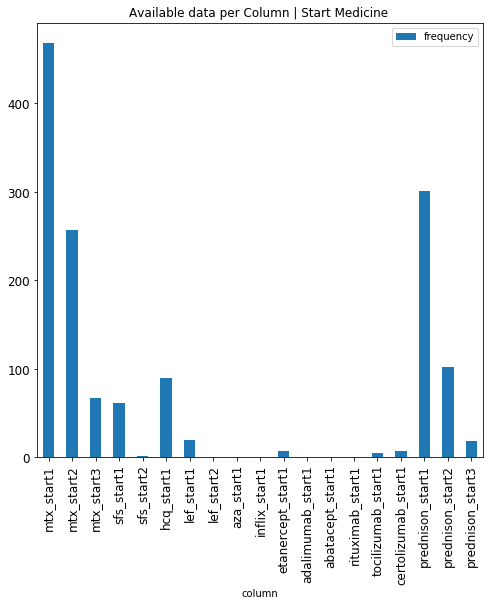 Available data per Column | Start Medicine
frequency
400
300
200
100
0
mtx_start1
mtx_start2
mtx_start3
sfs_start1
sfs_start2
hcq_start1
lef_start1
lef_start2
aza_start1
inflix_start1
etanercept_start1
adalimumab_start1
abatacept_start1
rituximab_start1
tocilizumab_start1
certolizumab_start1
prednison_start1
prednison_start2
prednison_start3
column